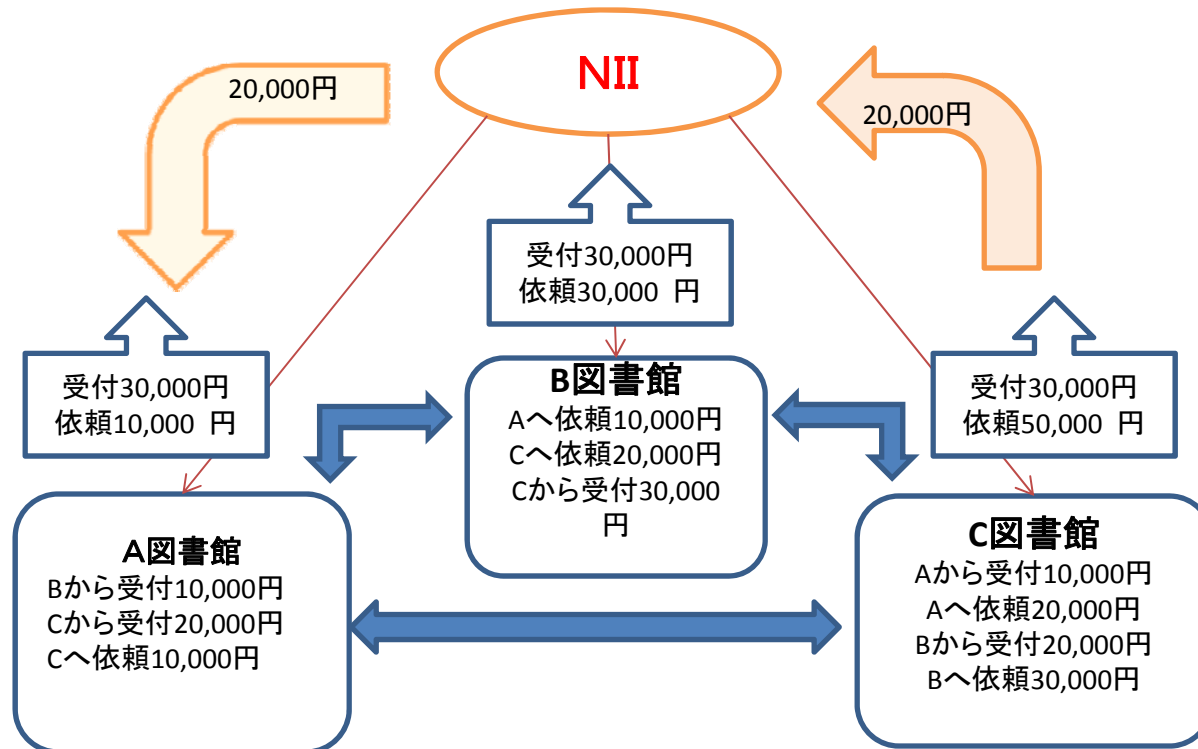 NII
20,000円
20,000円
受付30,000円
依頼30,000 円
受付30,000円
依頼10,000 円
受付30,000円
依頼50,000 円
B図書館
Aへ依頼10,000円
Cへ依頼20,000円
Cから受付30,000
円
A図書館
Bから受付10,000円
Cから受付20,000円
Cへ依頼10,000円
C図書館
Aから受付10,000円
Aへ依頼20,000円
Bから受付20,000円
Bへ依頼30,000円